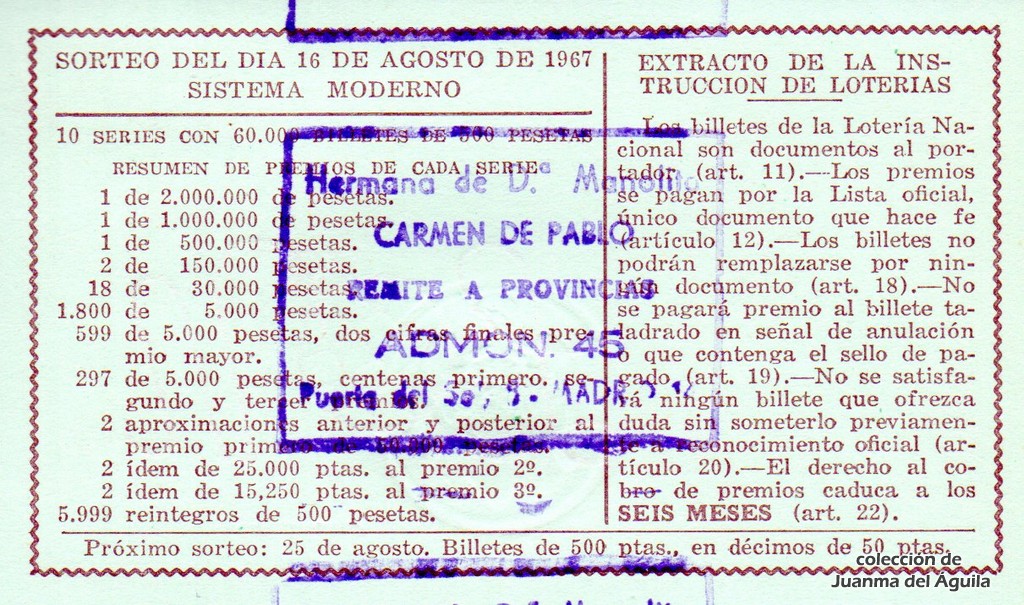 SORTEO DEL DIA 16 DE AGOSTO DE 1967
SISTEMA MODERNO
10 SERIES CON 60.000 BILLETES DE 500 PESETAS
RESUMEN DE PREMIOS DE CADA SERIE
1 de 2.000.000 de pesetas.
1 de 1.000.000 de pesetas.
1 de 500.000 pesetas.
2 de 150.000 pesetas.
18 de 30.000 pesetas.
1.800 de 5.000 pesetas.
599 de 5.000 pesetas, dos cifras finales pre-
mio mayor.
297 de 5.000 pesetas, centenas primero, se-
gundo y tercer premios.
2 aproximaciones anterior y posterior al
premio primero de pesetas.
2 ídem de 25.000 ptas. al premio 2º.
2 ídem de 15,250 ptas. al premio 3º.
5.999 reintegros de 500 pesetas.
EXTRACTO DE LA INS-
TRUCCION DE LOTERIAS
Los billetes de la Lotería Na-
cional son documentos al por-
tador (art. 11).—Los premios
se pagan por la Lista oficial,
único documento que hace fe
(artículo 12).—Los billetes no
podrán remplazarse por nin-
gún documento (art. 18).—No
se pagará premio al billete ta-
ladrado en señal de anulación
o que contenga el sello de pa-
gado (art. 19).—No se satisfa-
rá ningún billete que ofrezca
duda sin someterlo previamen-
te a reconocimiento oficial (ar-
tículo 20).—El derecho al co-
bro de premios caduca a los
SEIS MESES (art. 22).
Próximo sorteo: 25 de agosto. Billetes de 500 ptas., en décimos de 50 ptas.
Hermana de D.ª Manolita
CARMEN DE PABLO
REMITE A PROVINCIAS
ADMON. 45
Puerta del Sol, MADRID
colección de
Juanma del Aguila